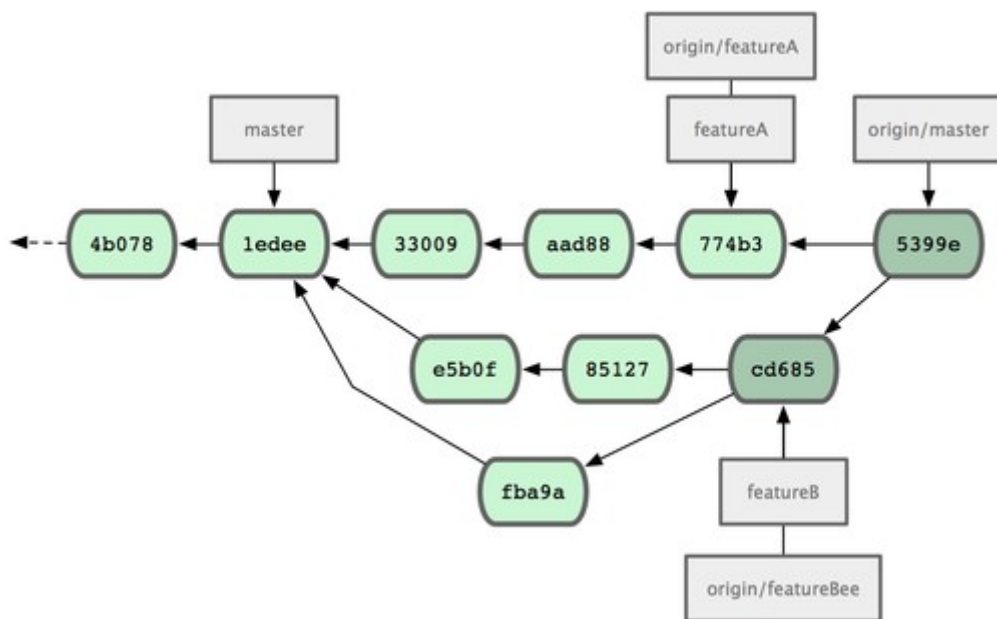 origin/featureA
master
featureA
origin/master
4b078
1edee
33009
aad88
774b3
5399e
e5b0f
85127
cd685
fba9a
featureB
origin/featureBee